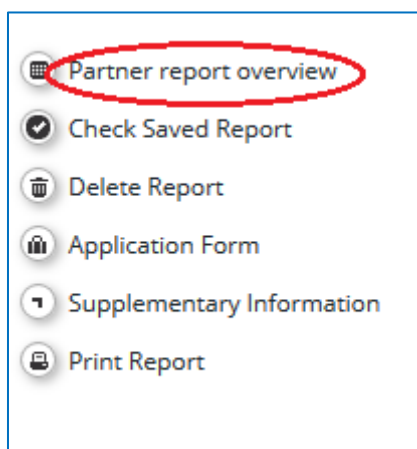 Partner report overview
Check Saved Report
Delete Report
Application Form
Supplementary Information
Print Report